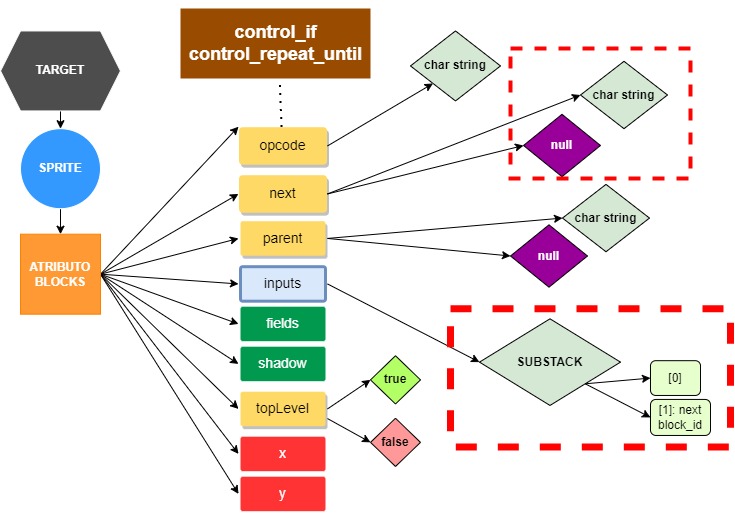 control_if
control_repeat_until
TARGET
SPRITE
ATRIBUTO
BLOCKS
opcode
next
parent
inputs
fields
shadow
topLevel
x
y
char string
char string
null
char string
null
SUBSTACK
[0]
[1]: next
block_id
true
false